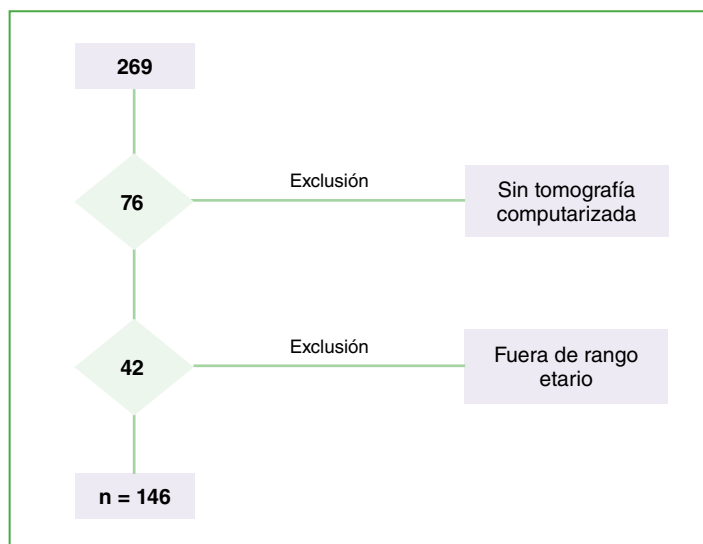 269
76
Exclusión
Sin tomografía
computarizada
42
Exclusión
Fuera de rango
etario
n = 146